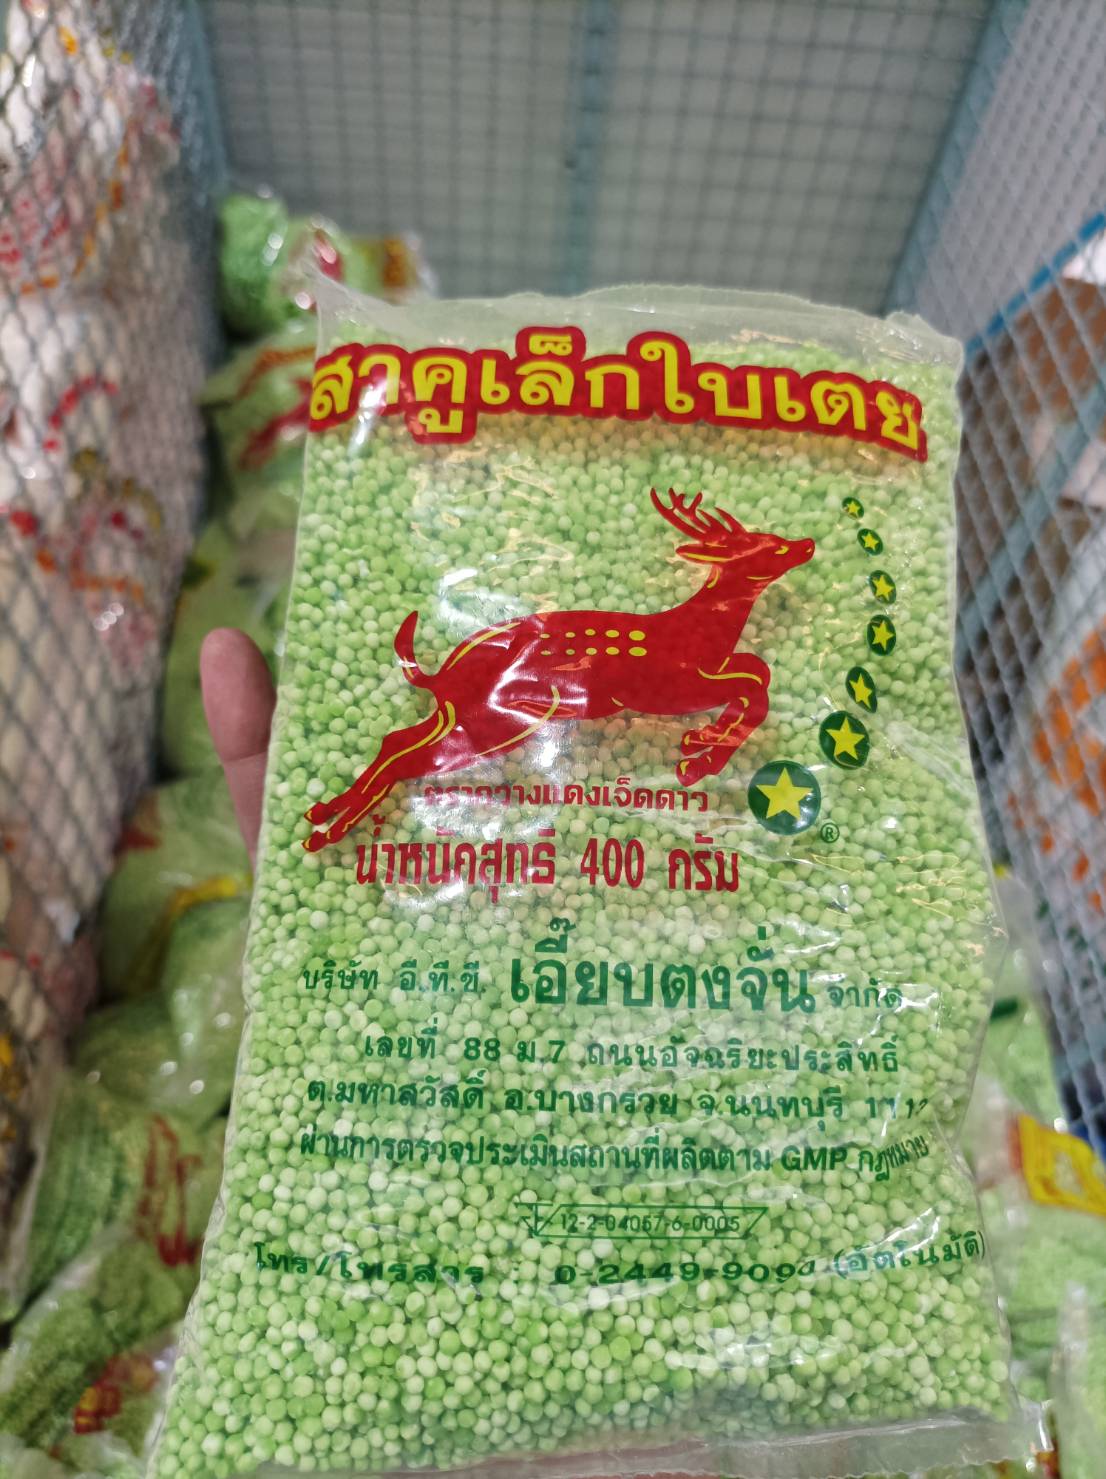 สาคูเล็กใบเตย
ตรากวางแดงเจ็ดดาว
®
น้ำหนักสุทธิ 400 กรัม
บริษัท อี.ที.ซี. เอี๊ยบตงจั่น จำกัด
เลขที่ 88 ม.7 ถนนอัจฉริยะประสิทธิ์
ต.มหาสวัสดิ์ อ.บางกรวย จ.นนทบุรี
ผ่านการตรวจประเมินสถานที่ผลิตตาม GMP กฎหมาย
12-2-04057-6-0005
โทร/โทรสาร : 0-2449-9094 (อัตโนมัติ)